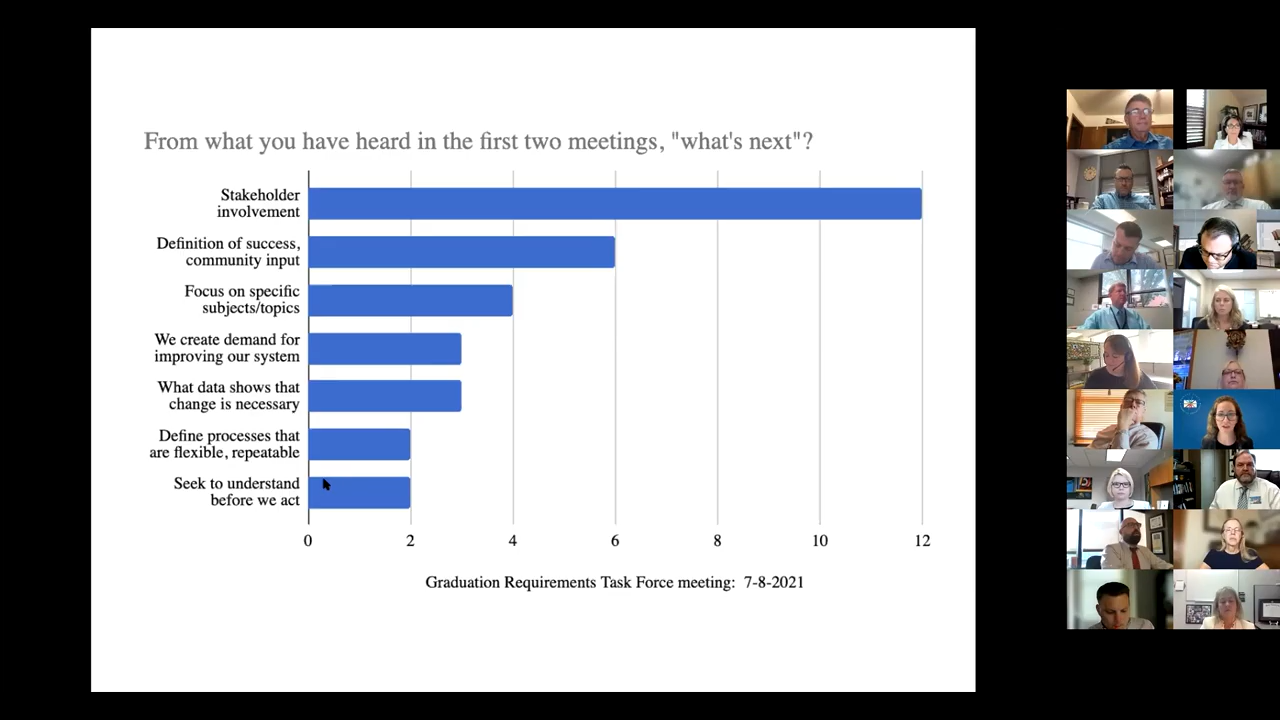 From what you have heard in the first two meetings, "what's next"?
Stakeholder
involvement
Definition of success,
community input
Focus on specific
subjects/topics
We create demand for
improving our system
What data shows that
change is necessary
Define processes that
are flexible, repeatable
Seek to understand
before we act
0 2 4 6 8 10 12
Graduation Requirements Task Force meeting: 7-8-2021